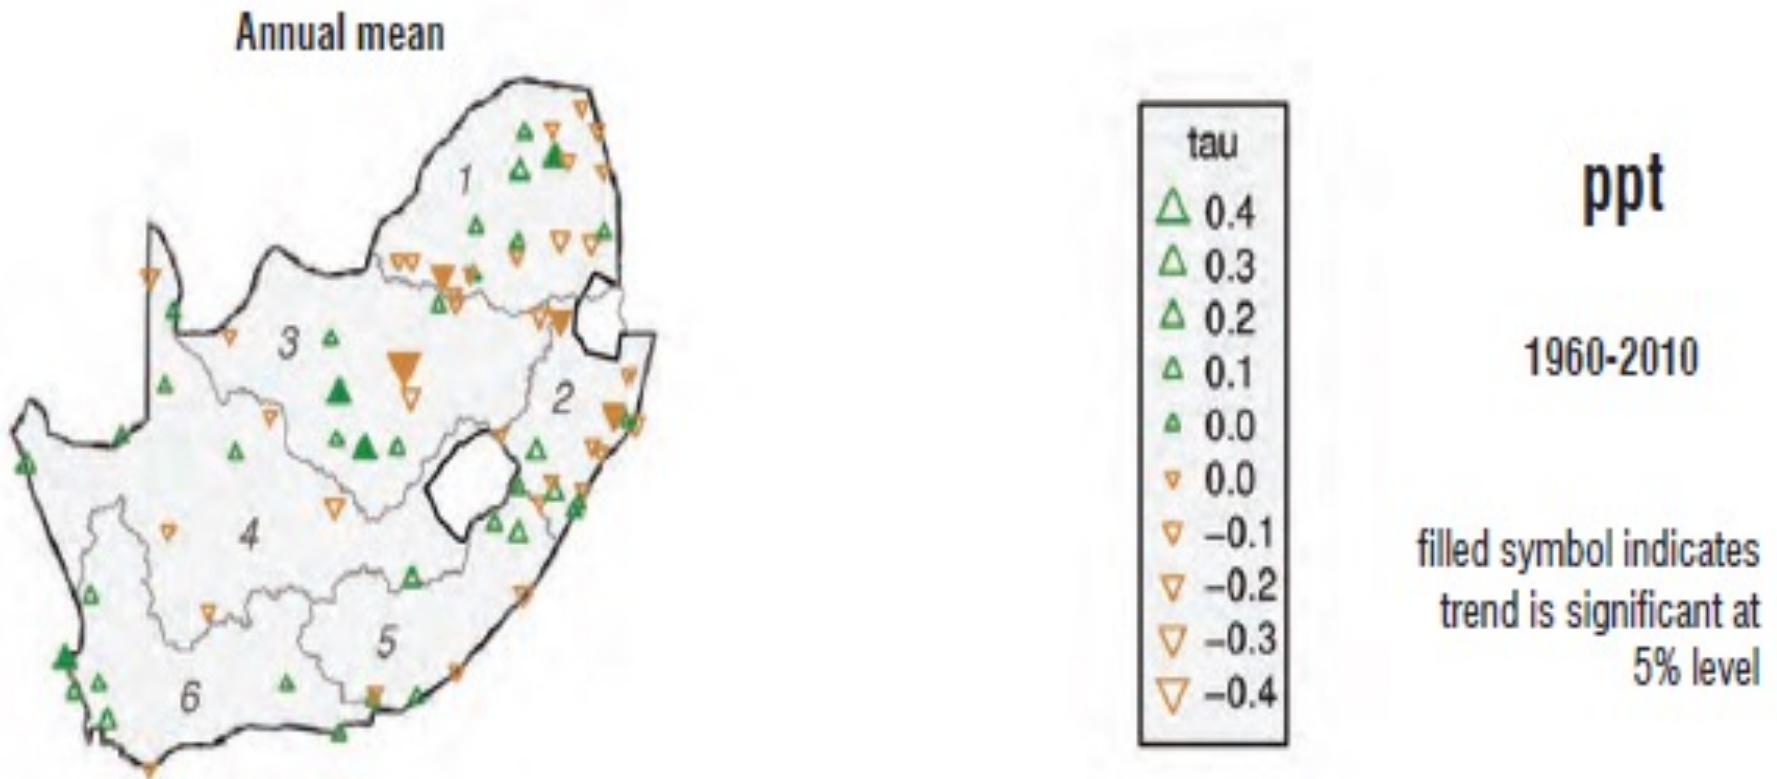 Annual mean
1
3
2
4
5
6
tau
0.4
0.3
0.2
0.1
0.0
0.0
−0.1
−0.2
−0.3
−0.4
ppt
1960-2010
filled symbol indicates
trend is significant at
5% level